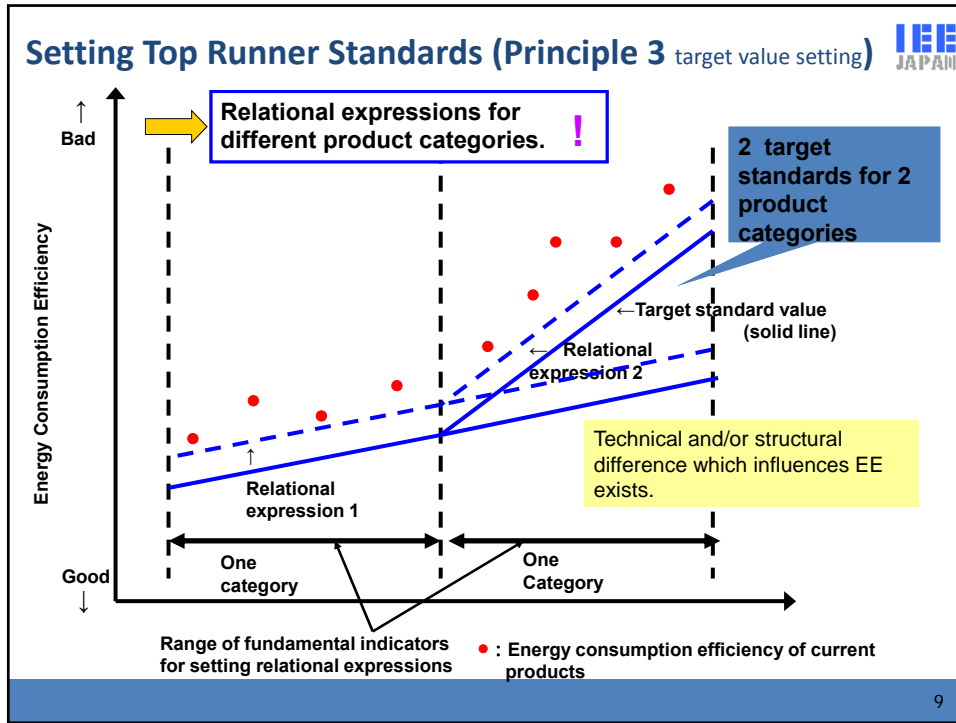 Setting Top Runner Standards (Principle 3 target value setting)
IEE
JAPAN
↑
Bad
Relational expressions for
different product categories. !
2 target
standards for 2
product
categories
Energy Consumption Efficiency
←Target standard value
(solid line)
← Relational
expression 2
↑
Relational
expression 1
Technical and/or structural
difference which influences EE
exists.
One
category
One
Category
Good
↓
Range of fundamental indicators
for setting relational expressions
: Energy consumption efficiency of current
products
9